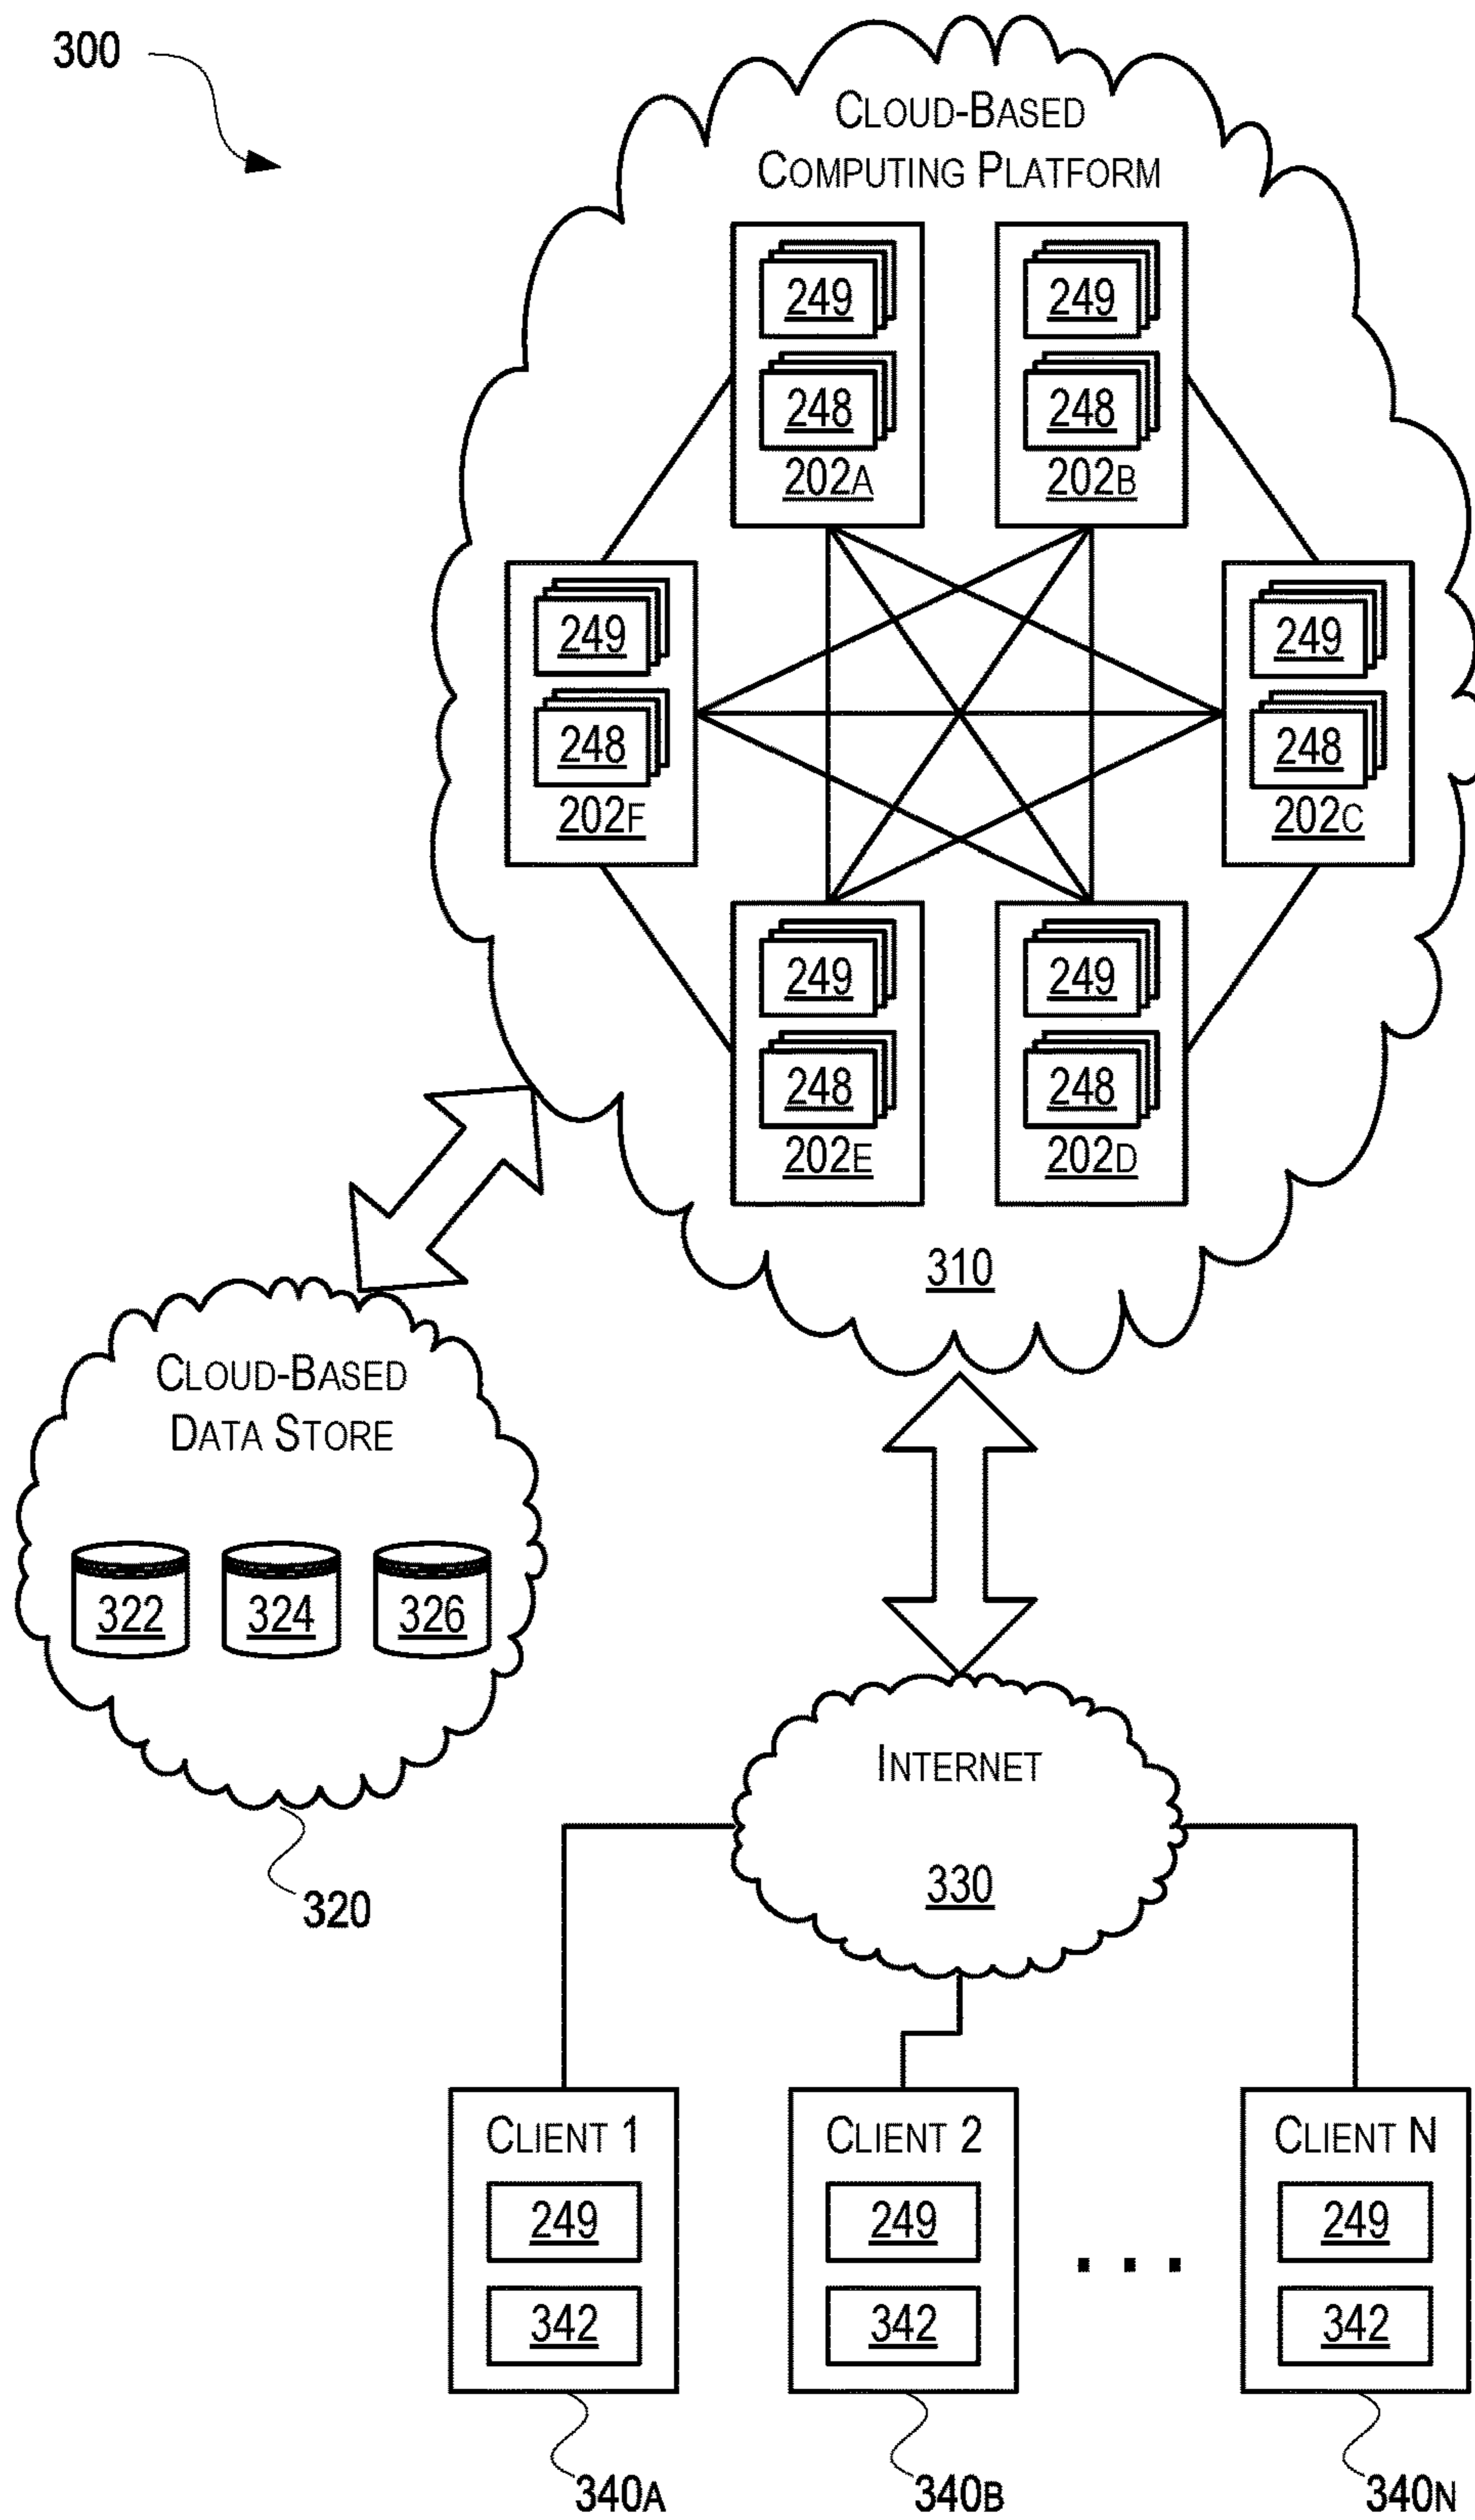 300
CLOUD-BASED
COMPUTING PLATFORM
249
249
248
248
202A
202B
249
249
248
248
202F
202C
249
249
248
248
202E
202D
310
CLOUD-BASED
DATA STORE
322
324
326
320
INTERNET
330
CLIENT 1
CLIENT 2
CLIENT N
249
249
249
. . .
342
342
342
340A
340B
340N